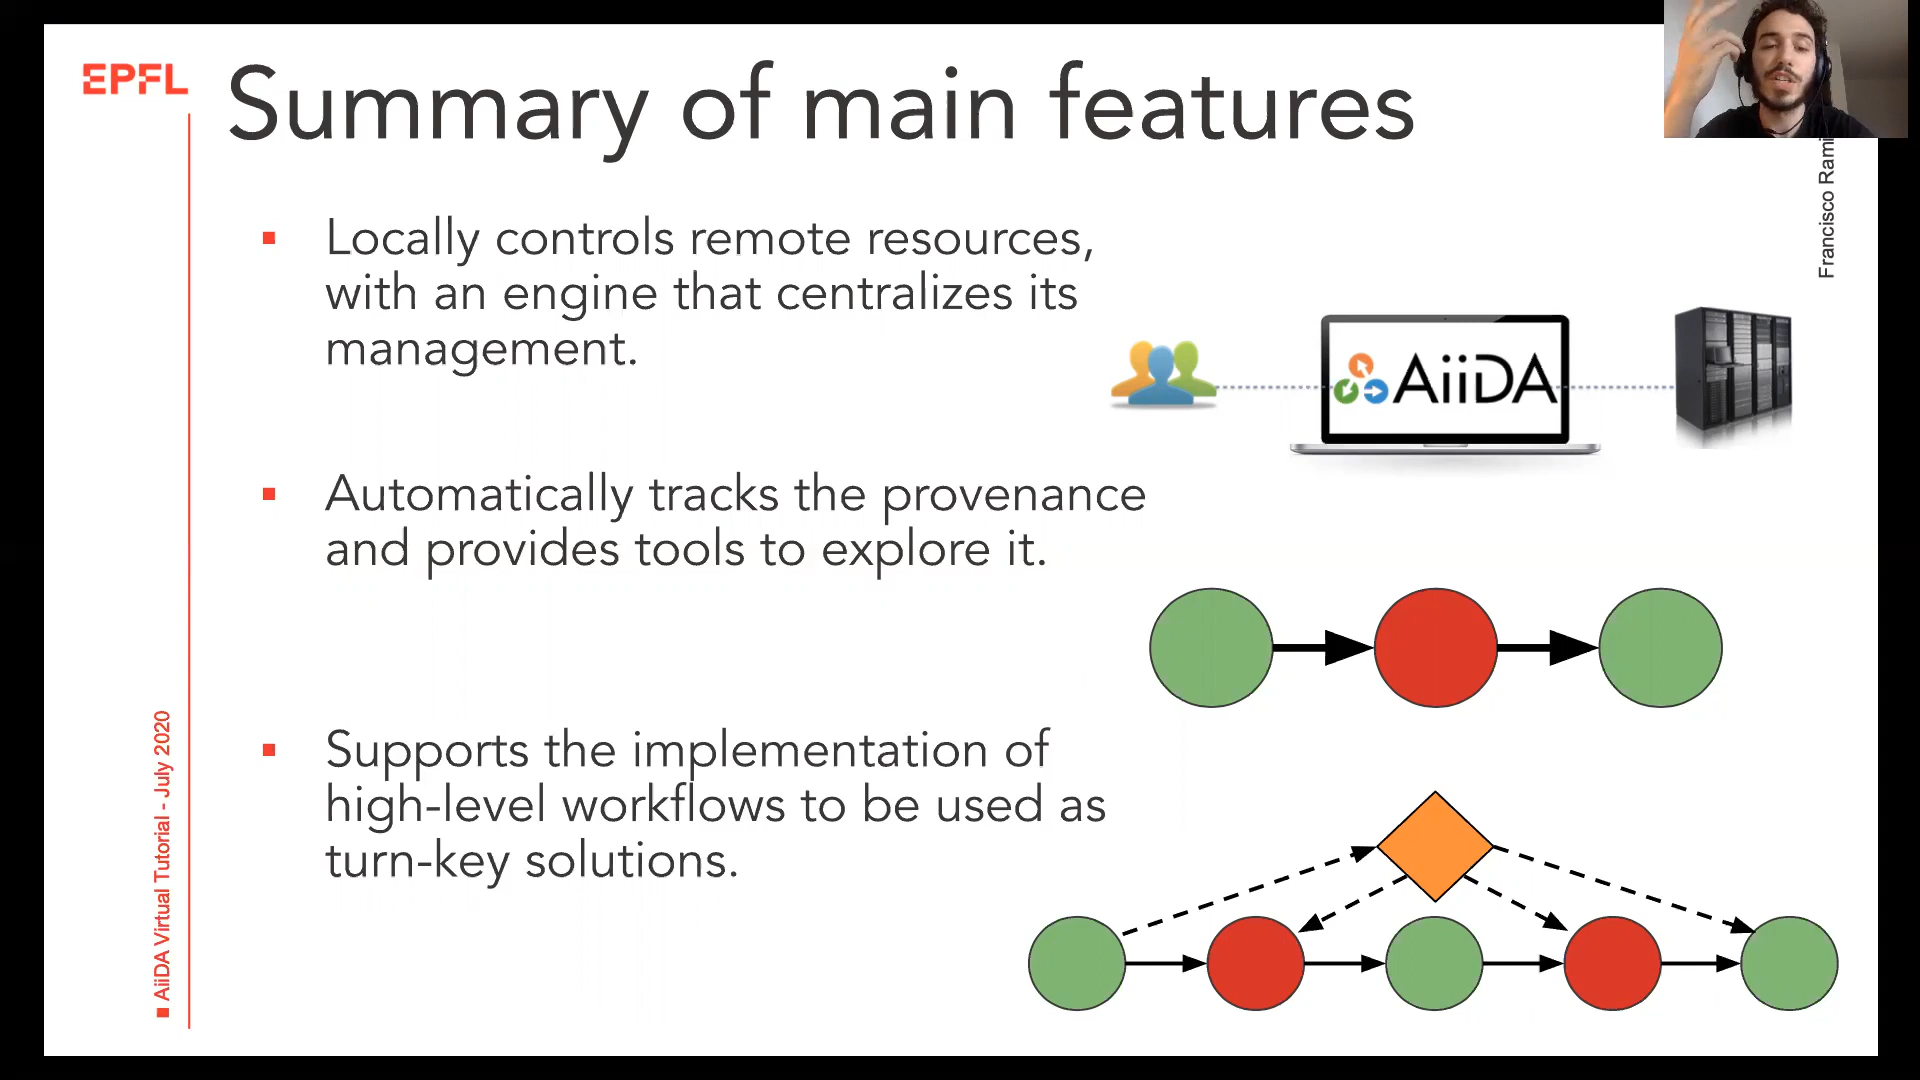 EPFL
Summary of main features
Francisco Rami
Locally controls remote resources,
with an engine that centralizes its
management.
AiiDA
Automatically tracks the provenance
and provides tools to explore it.
Supports the implementation of
high-level workflows to be used as
turn-key solutions.
AiiDA Virtual Tutorial - July 2020